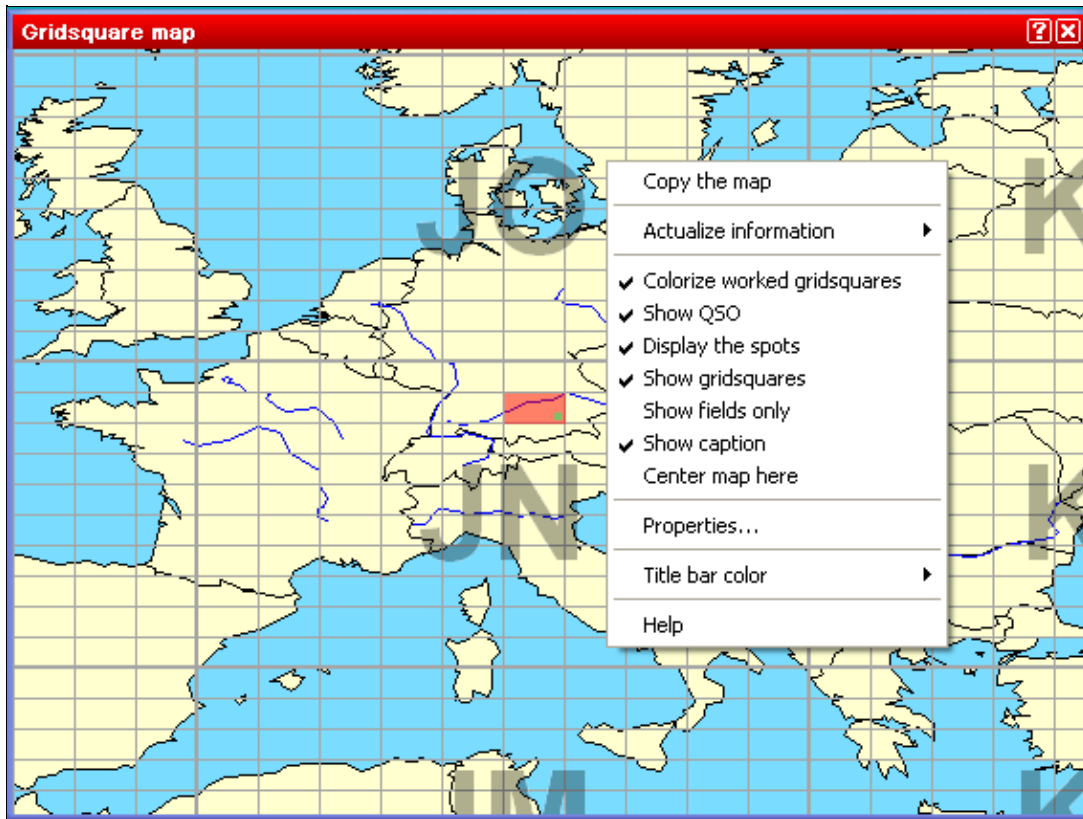 Gridsquare map
JO
K
Copy the map
Actualize information
Colorize worked gridsquares
Show QSO
Display the spots
Show gridsquares
Show fields only
Show caption
Center map here
JN
K
Properties...
Title bar color
Help
JM
K